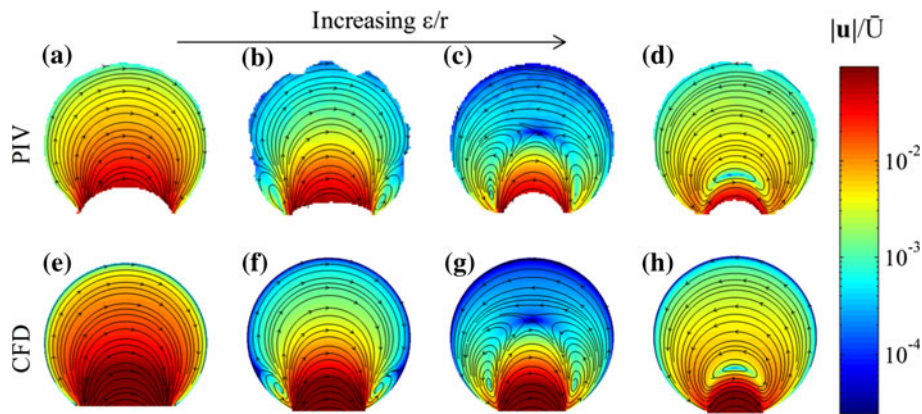 Increasing ε/r
|u|/Ū
(a) (b) (c) (d)
PIV
10⁻²
(e) (f) (g) (h)
10⁻³
CFD
10⁻⁴